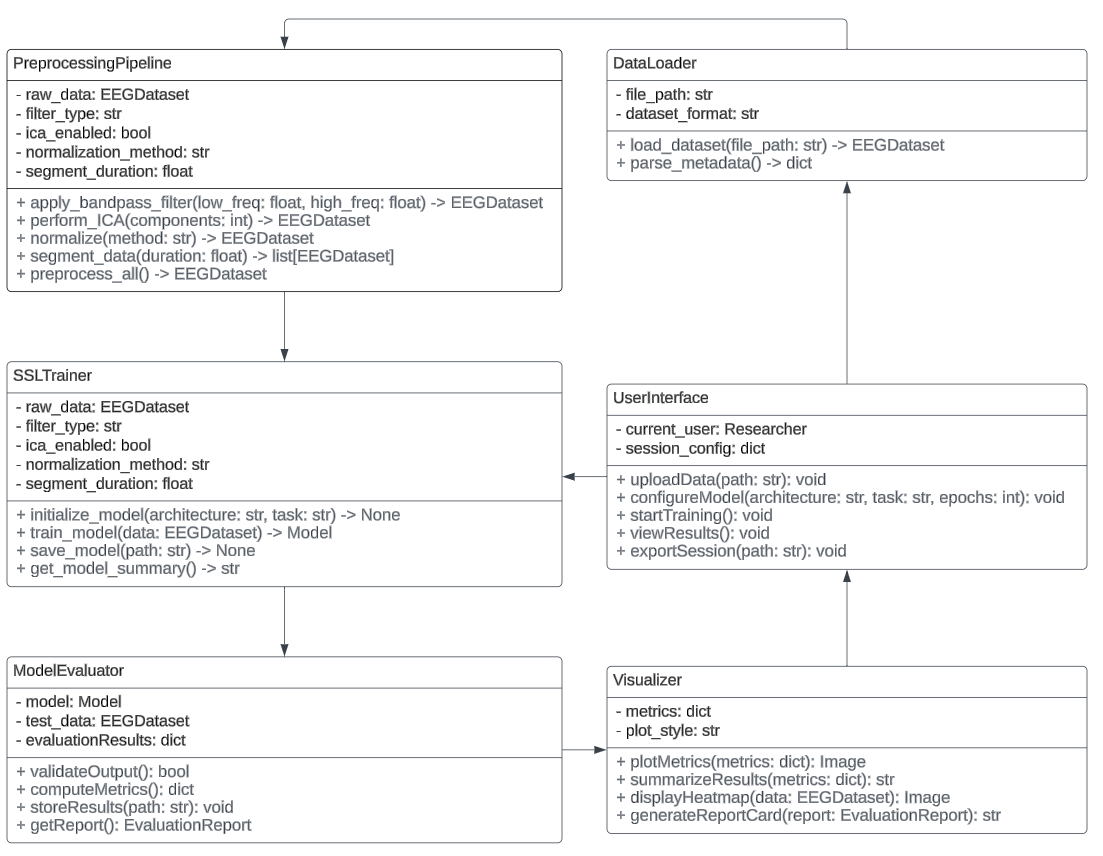 PreprocessingPipeline
- raw_data: EEGDataset
- filter_type: str
- ica_enabled: bool
- normalization_method: str
- segment_duration: float
+ apply_bandpass_filter(low_freq: float, high_freq: float) -> EEGDataset
+ perform_ICA(components: int) -> EEGDataset
+ normalize(method: str) -> EEGDataset
+ segment_data(duration: float) -> list[EEGDataset]
+ preprocess_all() -> EEGDataset
DataLoader
- file_path: str
- dataset_format: str
+ load_dataset(file_path: str) -> EEGDataset
+ parse_metadata() -> dict
SSLTrainer
- raw_data: EEGDataset
- filter_type: str
- ica_enabled: bool
- normalization_method: str
- segment_duration: float
+ initialize_model(architecture: str, task: str) -> None
+ train_model(data: EEGDataset) -> Model
+ save_model(path: str) -> None
+ get_model_summary() -> str
UserInterface
- current_user: Researcher
- session_config: dict
+ uploadData(path: str): void
+ configureModel(architecture: str, task: str, epochs: int): void
+ startTraining(): void
+ viewResults(): void
+ exportSession(path: str): void
ModelEvaluator
- model: Model
- test_data: EEGDataset
- evaluationResults: dict
+ validateOutput(): bool
+ computeMetrics(): dict
+ storeResults(path: str): void
+ getReport(): EvaluationReport
Visualizer
- metrics: dict
- plot_style: str
+ plotMetrics(metrics: dict): Image
+ summarizeResults(metrics: dict): str
+ displayHeatmap(data: EEGDataset): Image
+ generateReportCard(report: EvaluationReport): str